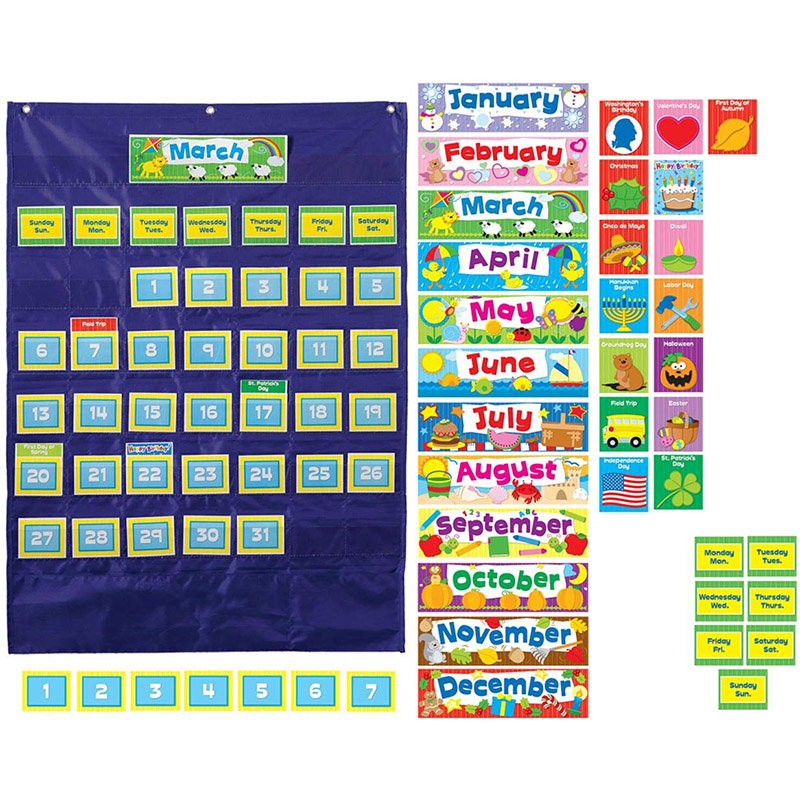 March
Sunday Sun.
Monday Mon.
Tuesday Tues.
Wednesday Wed.
Thursday Thurs.
Friday Fri.
Saturday Sat.
1 2 3 4 5
Field Trip
6 7 8 9 10 11 12
St. Patrick's Day
13 14 15 16 17 18 19
First Day of Spring
Happy Birthday!
20 21 22 23 24 25 26
27 28 29 30 31
1 2 3 4 5 6 7
January
February
March
April
May
June
July
August
1 2 3 A B C
September
October
November
December
Washington's Birthday
Valentine's Day
First Day of Autumn
Christmas
Happy Birthday!
Cinco de Mayo
Diwali
Hanukkah Begins
Labor Day
Groundhog Day
Halloween
Field Trip
Easter
Independence Day
St. Patrick's Day
Monday Mon.
Tuesday Tues.
Wednesday Wed.
Thursday Thurs.
Friday Fri.
Saturday Sat.
Sunday Sun.